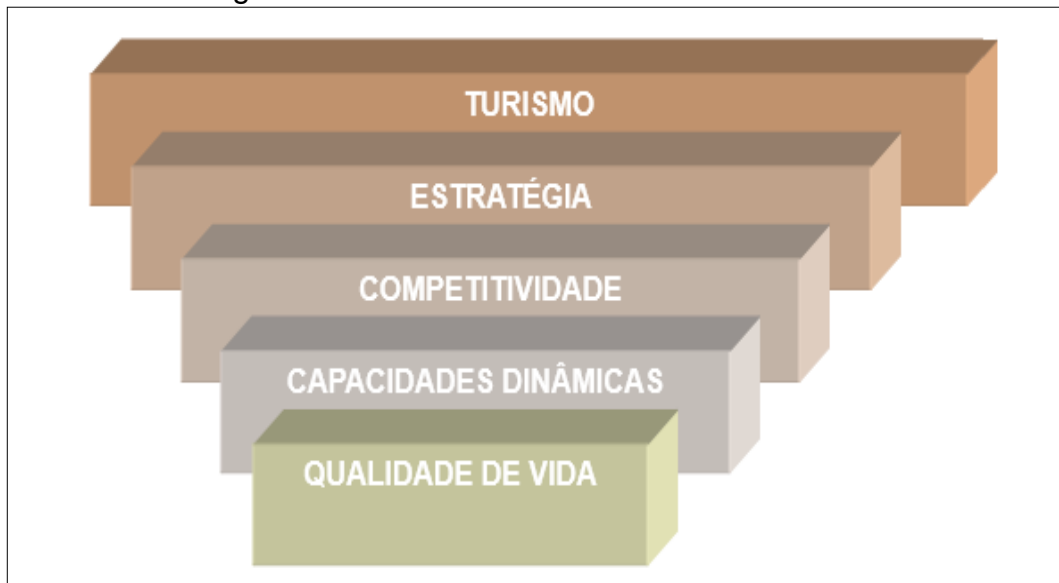 TURISMO
ESTRATÉGIA
COMPETITIVIDADE
CAPACIDADES DINÂMICAS
QUALIDADE DE VIDA